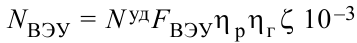 N_ВЭУ = N^уд F_ВЭУ η_р η_г ζ 10⁻³